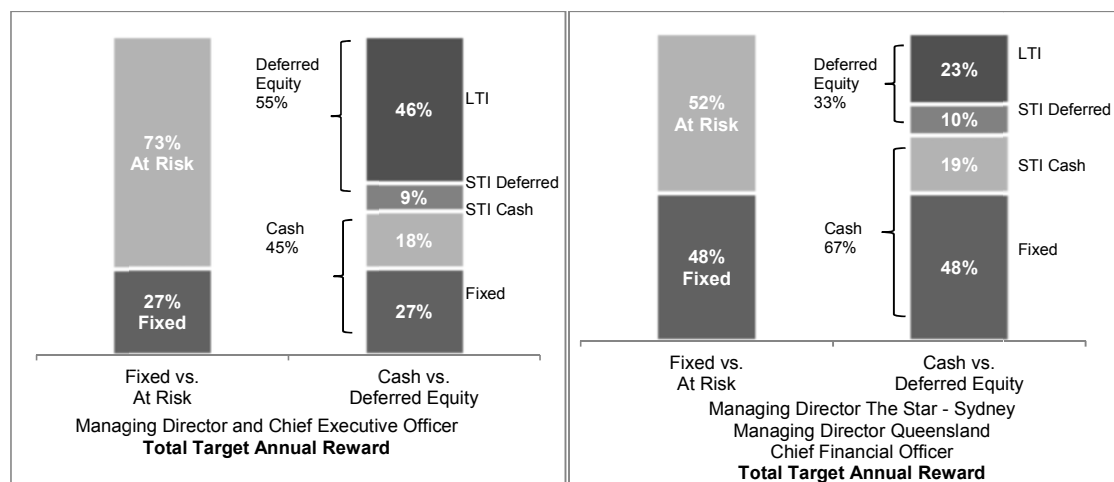 Deferred
Equity
55%
46%
LTI
73%
At Risk
STI Deferred
9%
STI Cash
Cash
45%
18%
27%
Fixed
27%
Fixed
Fixed vs.
At Risk
Cash vs.
Deferred Equity
Managing Director and Chief Executive Officer
Total Target Annual Reward
LTI
Deferred
Equity
33%
23%
52%
At Risk
STI Deferred
10%
19%
STI Cash
Cash
67%
48%
Fixed
48%
Fixed
Fixed vs.
At Risk
Cash vs.
Deferred Equity
Managing Director The Star - Sydney
Managing Director Queensland
Chief Financial Officer
Total Target Annual Reward